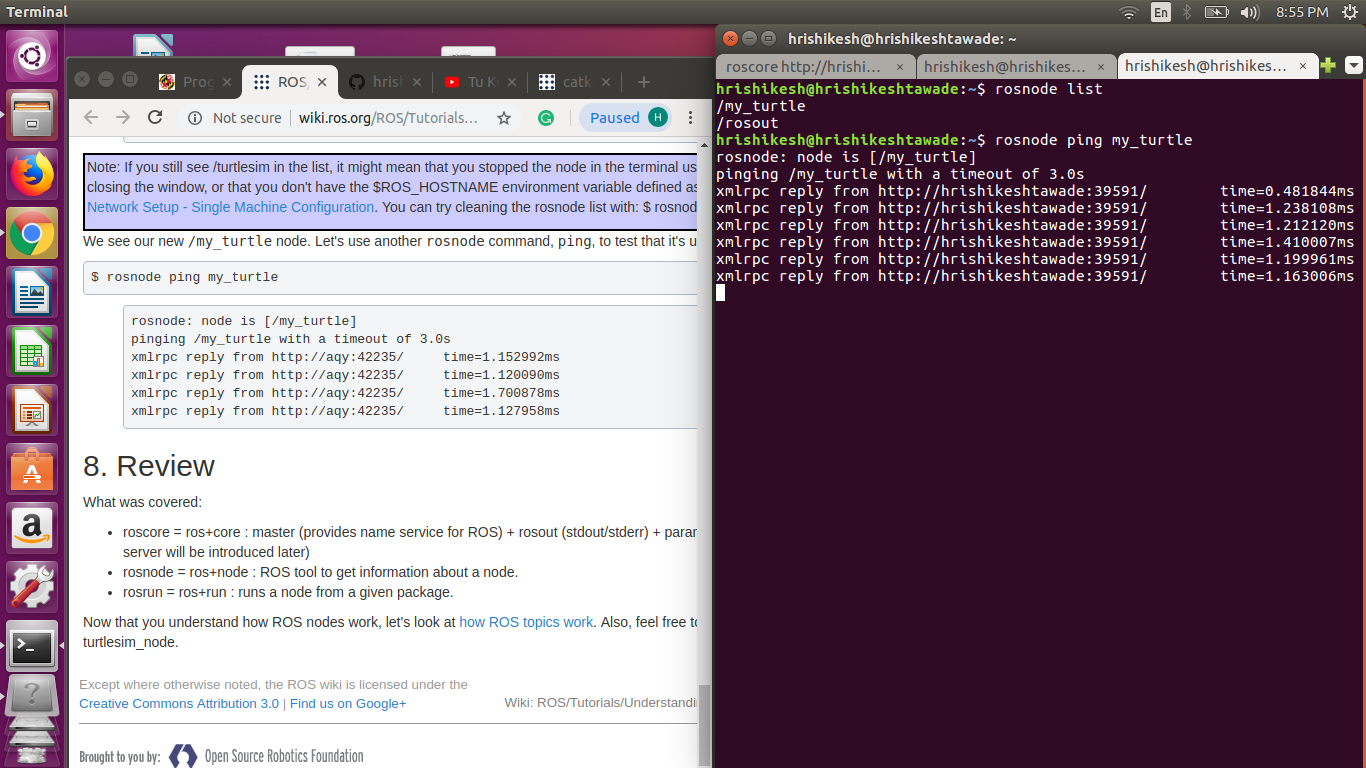 Terminal
En
8:55 PM
Prog
ROS/
hrish
Tu K
catk
Not secure
wiki.ros.org/ROS/Tutorials...
Paused
H
Note: If you still see /turtlesim in the list, it might mean that you stopped the node in the terminal us
closing the window, or that you don't have the $ROS_HOSTNAME environment variable defined as
Network Setup - Single Machine Configuration. You can try cleaning the rosnode list with: $ rosnod
We see our new /my_turtle node. Let's use another rosnode command, ping, to test that it's u
$ rosnode ping my_turtle
rosnode: node is [/my_turtle]
pinging /my_turtle with a timeout of 3.0s
xmlrpc reply from http://aqy:42235/ time=1.152992ms
xmlrpc reply from http://aqy:42235/ time=1.120090ms
xmlrpc reply from http://aqy:42235/ time=1.700878ms
xmlrpc reply from http://aqy:42235/ time=1.127958ms
8. Review
What was covered:
• roscore = ros+core : master (provides name service for ROS) + rosout (stdout/stderr) + param
server will be introduced later)
• rosnode = ros+node : ROS tool to get information about a node.
• rosrun = ros+run : runs a node from a given package.
Now that you understand how ROS nodes work, let's look at how ROS topics work. Also, feel free to
turtlesim_node.
Except where otherwise noted, the ROS wiki is licensed under the
Creative Commons Attribution 3.0 | Find us on Google+
Wiki: ROS/Tutorials/Understandin
Brought to you by: Open Source Robotics Foundation
hrishikesh@hrishikeshtawade: ~
roscore http://hrishi...
hrishikesh@hrishikes...
hrishikesh@hrishikes...
hrishikesh@hrishikeshtawade:~$ rosnode list
/my_turtle
/rosout
hrishikesh@hrishikeshtawade:~$ rosnode ping my_turtle
rosnode: node is [/my_turtle]
pinging /my_turtle with a timeout of 3.0s
xmlrpc reply from http://hrishikeshtawade:39591/ time=0.481844ms
xmlrpc reply from http://hrishikeshtawade:39591/ time=1.238108ms
xmlrpc reply from http://hrishikeshtawade:39591/ time=1.212120ms
xmlrpc reply from http://hrishikeshtawade:39591/ time=1.410007ms
xmlrpc reply from http://hrishikeshtawade:39591/ time=1.199961ms
xmlrpc reply from http://hrishikeshtawade:39591/ time=1.163006ms